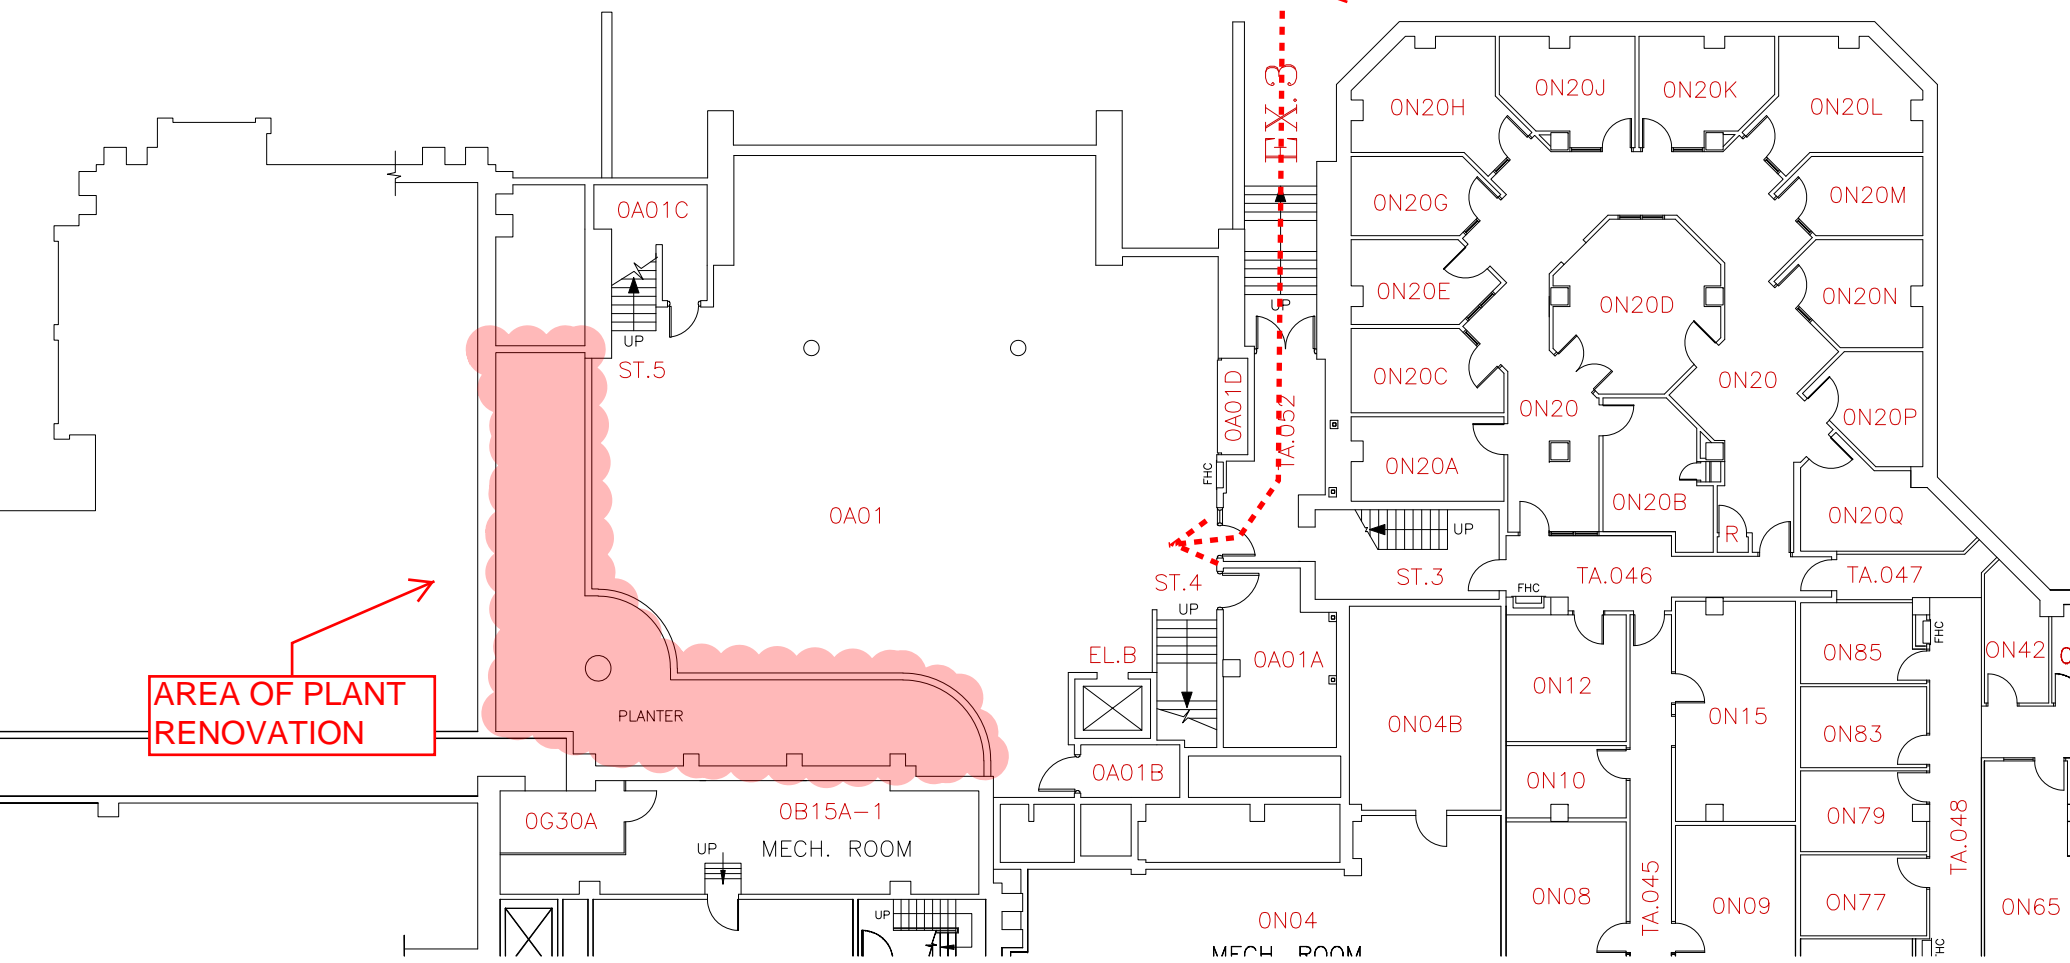 EX.3
0N20H
0N20J
0N20K
0N20L
0A01C
0N20G
0N20M
UP
0N20E
0N20D
0N20N
UP
ST.5
0A01D
TA.052
0N20C
0N20
0N20
0N20P
FHC
0N20A
0N20B
0N20Q
0A01
UP
R
ST.4
ST.3
TA.046
TA.047
FHC
UP
EL.B
0A01A
0N12
0N85
FHC
0N42
AREA OF PLANT
RENOVATION
PLANTER
0N04B
0N15
0N83
0A01B
0N10
0G30A
0B15A-1
0N79
TA.048
UP
MECH. ROOM
0N08
TA.045
0N09
0N77
0N65
UP
0N04
MECH. ROOM
HC